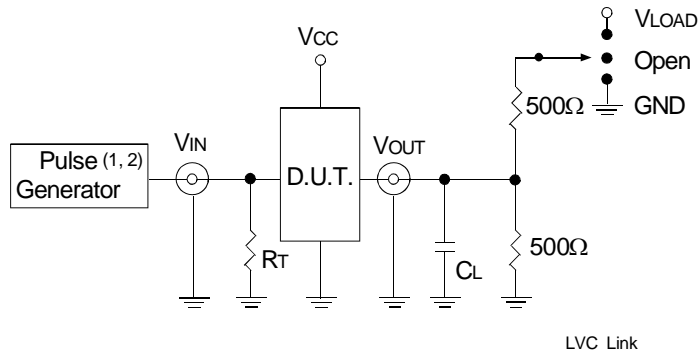 VLOAD
VCC
Open
500Ω
GND
VIN
VOUT
Pulse (1, 2)
Generator
D.U.T.
500Ω
RT
CL
LVC Link